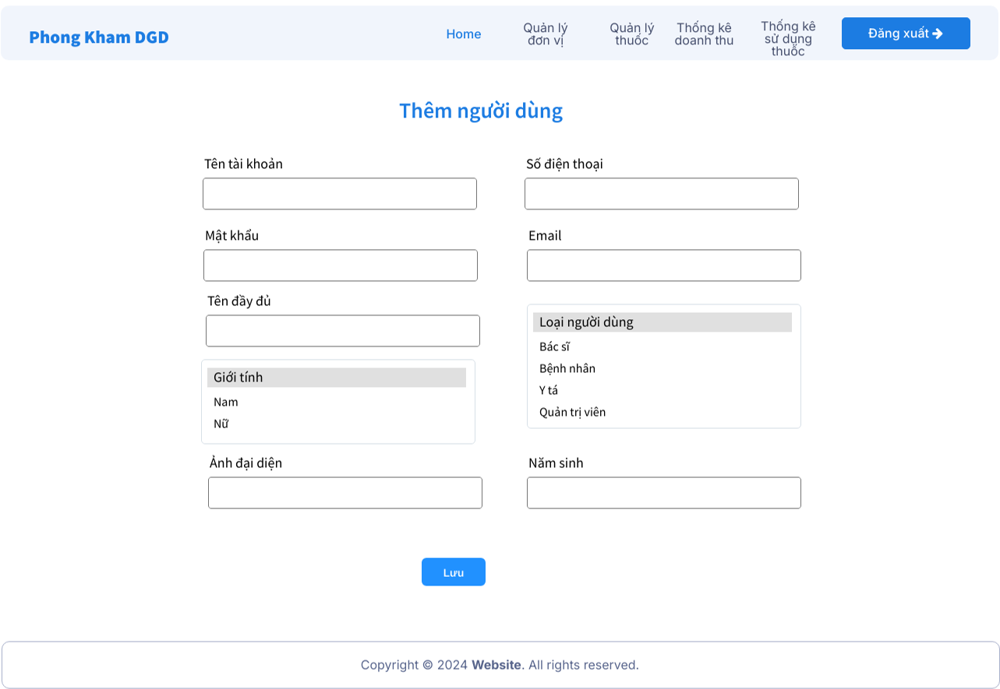 Phong Kham DGD
Home
Quản lý
đơn vị
Quản lý
thuốc
Thống kê
doanh thu
Thống kê
sử dụng
thuốc
Đăng xuất
Thêm người dùng
Tên tài khoản
Số điện thoại
Mật khẩu
Email
Tên đầy đủ
Loại người dùng
Bác sĩ
Bệnh nhân
Y tá
Quản trị viên
Giới tính
Nam
Nữ
Ảnh đại diện
Năm sinh
Lưu
Copyright © 2024 Website. All rights reserved.